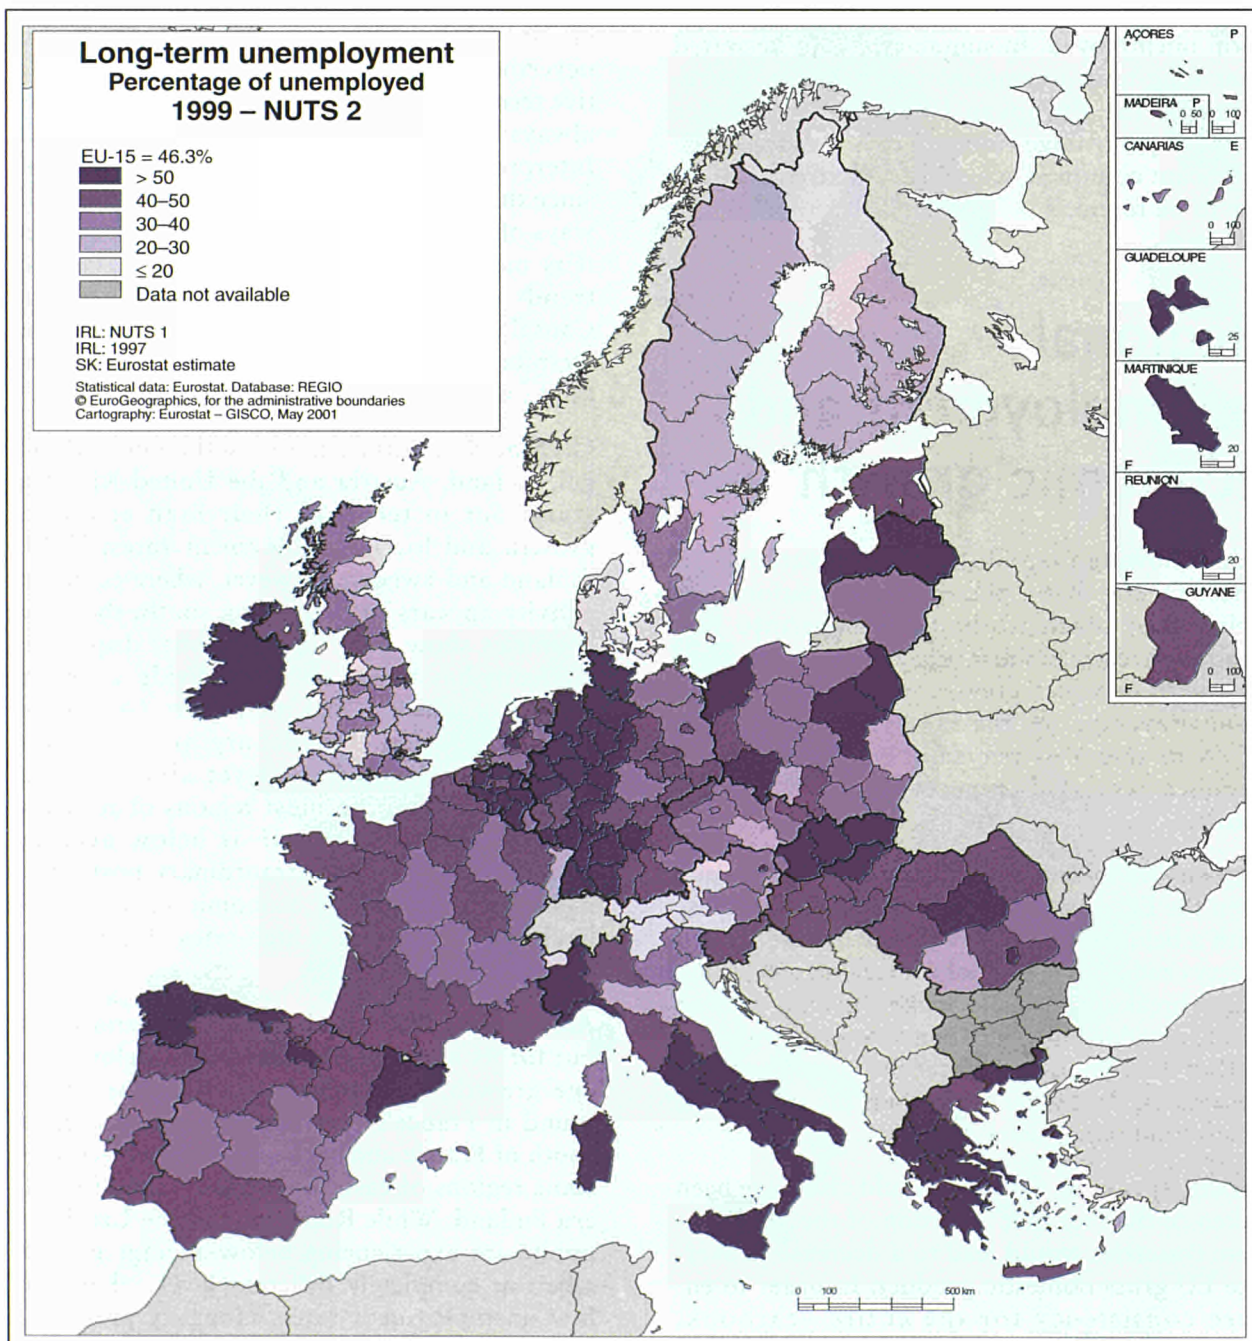 Long-term unemployment
Percentage of unemployed
1999 – NUTS 2
EU-15 = 46.3%
> 50
40–50
30–40
20–30
≤ 20
Data not available
IRL: NUTS 1
IRL: 1997
SK: Eurostat estimate
Statistical data: Eurostat. Database: REGIO
© EuroGeographics, for the administrative boundaries
Cartography: Eurostat – GISCO, May 2001
AÇORES P
MADEIRA P
0 50
0 100
CANARIAS E
0 100
GUADELOUPE
25
F
MARTINIQUE
20
F
REUNION
20
F
GUYANE
0 100
F
0 100 500 km